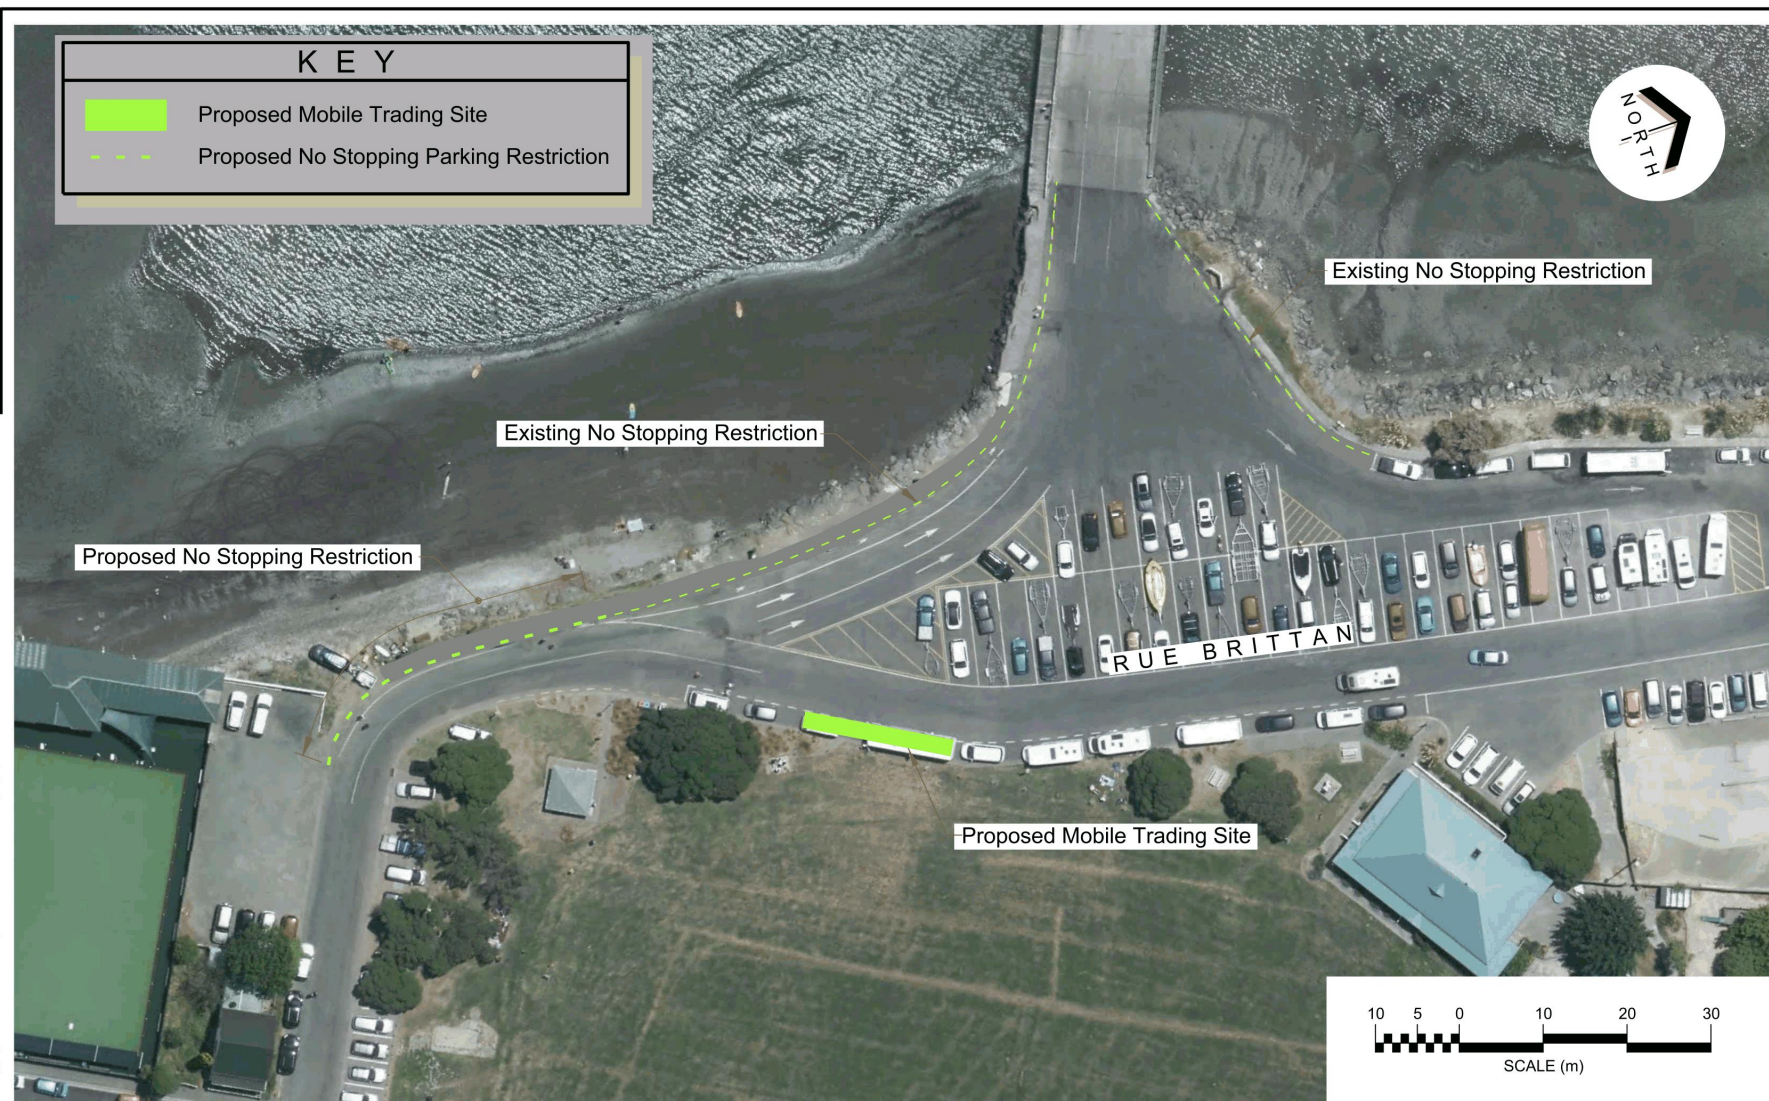 K E Y
Proposed Mobile Trading Site
Proposed No Stopping Parking Restriction
NORTH
Existing No Stopping Restriction
Existing No Stopping Restriction
Proposed No Stopping Restriction
RUE BRITTAN
Proposed Mobile Trading Site
10 5 0 10 20 30
SCALE (m)